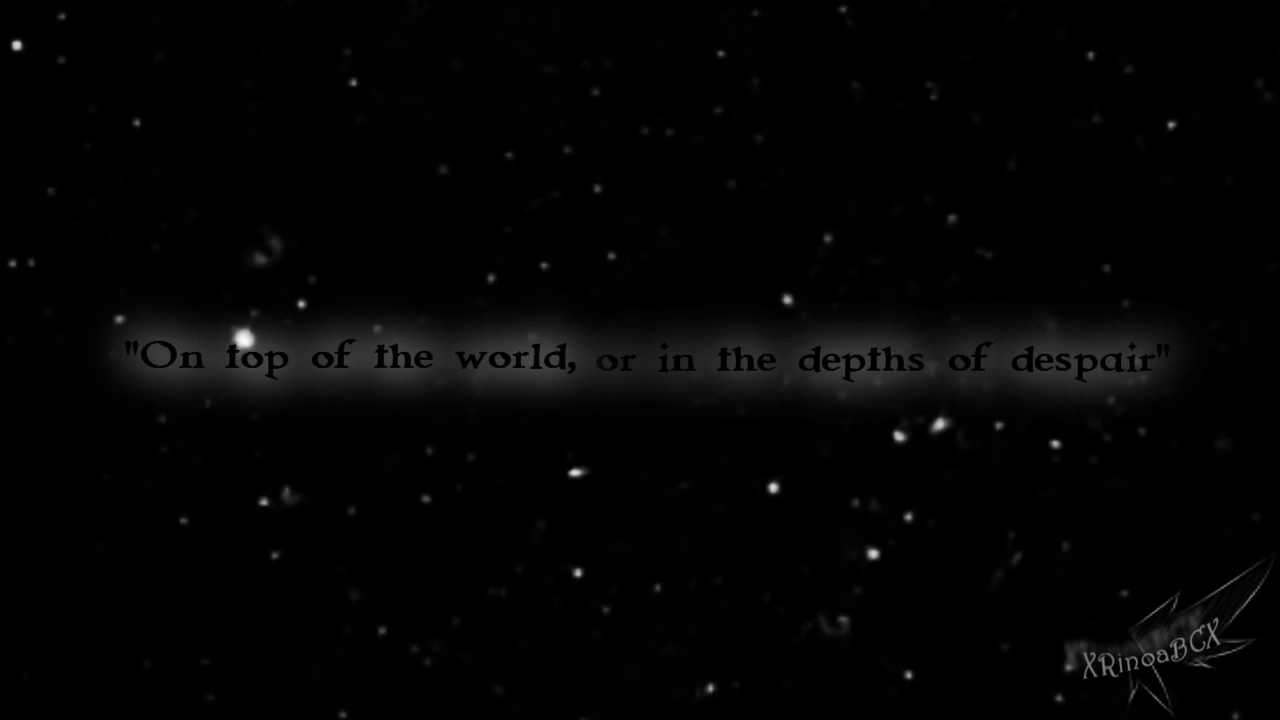 "On top of the world, or in the depths of despair"
XRinoaBCX